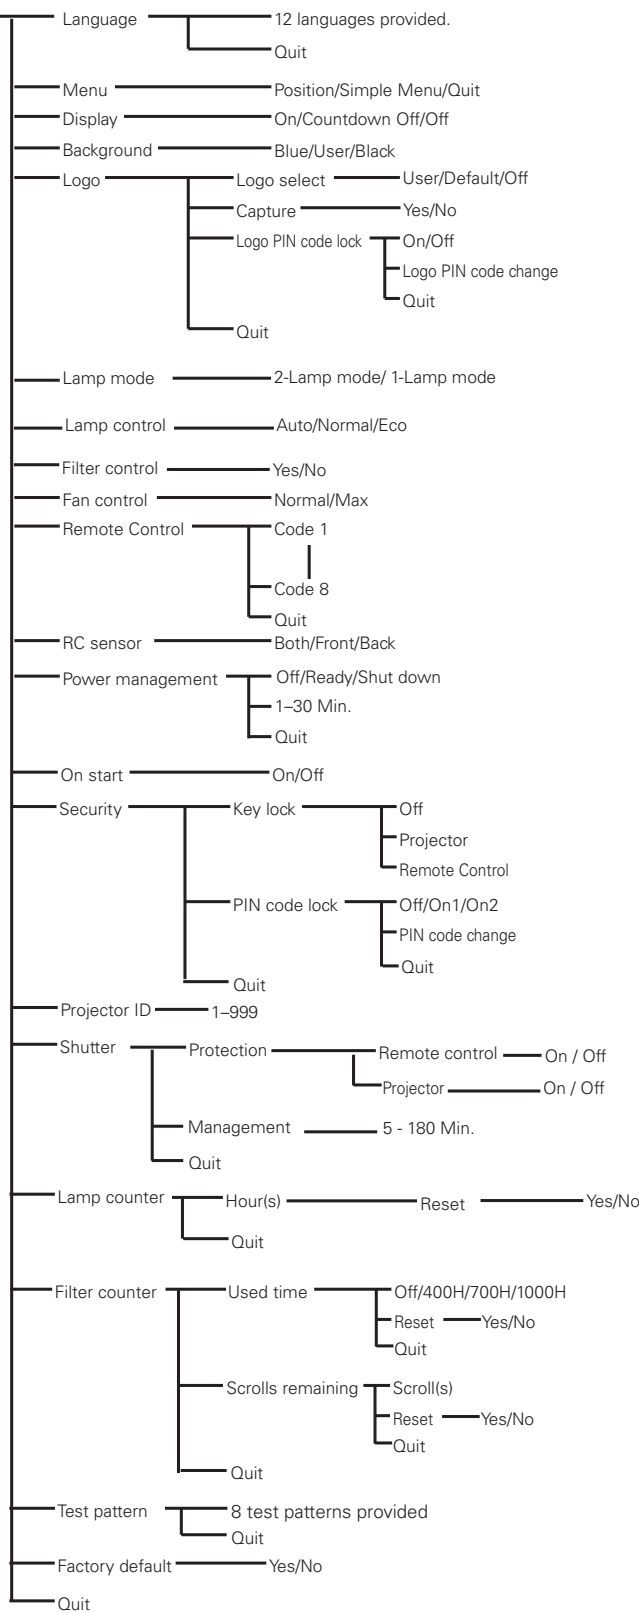 Language 12 languages provided.
Quit
Menu Position/Simple Menu/Quit
Display On/Countdown Off/Off
Background Blue/User/Black
Logo Logo select User/Default/Off
Capture Yes/No
Logo PIN code lock On/Off
Logo PIN code change
Quit
Quit
Lamp mode 2-Lamp mode/ 1-Lamp mode
Lamp control Auto/Normal/Eco
Filter control Yes/No
Fan control Normal/Max
Remote Control Code 1
Code 8
Quit
RC sensor Both/Front/Back
Power management Off/Ready/Shut down
1–30 Min.
Quit
On start On/Off
Security Key lock Off
Projector
Remote Control
PIN code lock Off/On1/On2
PIN code change
Quit
Quit
Projector ID 1–999
Shutter Protection Remote control On / Off
Projector On / Off
Management 5 - 180 Min.
Quit
Lamp counter Hour(s) Reset Yes/No
Quit
Filter counter Used time Off/400H/700H/1000H
Reset Yes/No
Quit
Scrolls remaining Scroll(s)
Reset Yes/No
Quit
Quit
Test pattern 8 test patterns provided
Quit
Factory default Yes/No
Quit